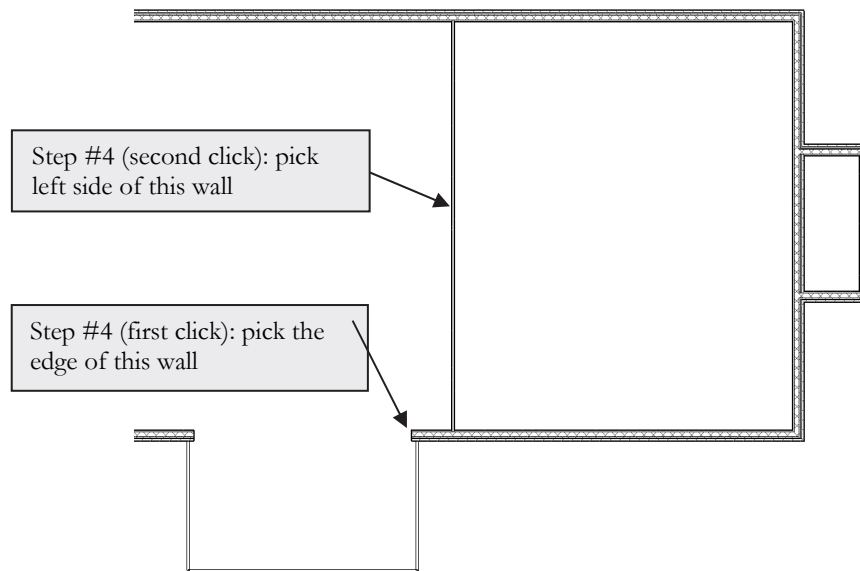 Step #4 (second click): pick
left side of this wall
Step #4 (first click): pick the
edge of this wall